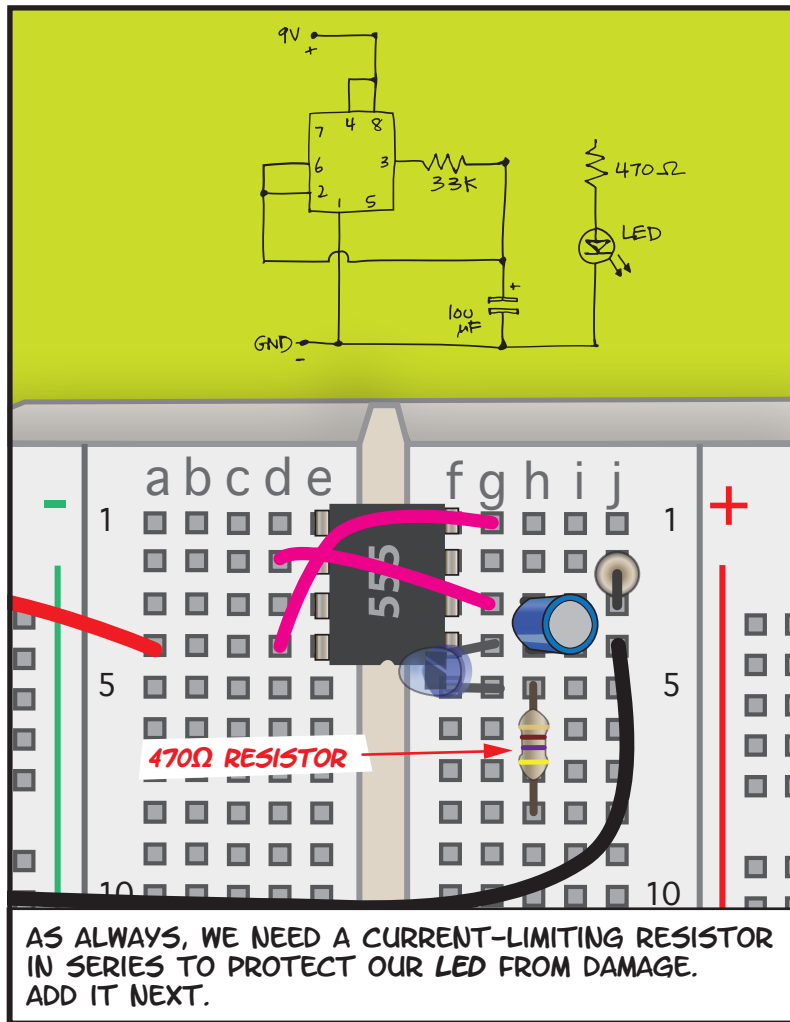 9V
+
7 4 8
6 3 33K
2
1 5
470Ω
LED
+
100
µF
GND
-
a b c d e f g h i j
- 1 1 +
555
5 5
470Ω RESISTOR
10 10
AS ALWAYS, WE NEED A CURRENT-LIMITING RESISTOR
IN SERIES TO PROTECT OUR LED FROM DAMAGE.
ADD IT NEXT.